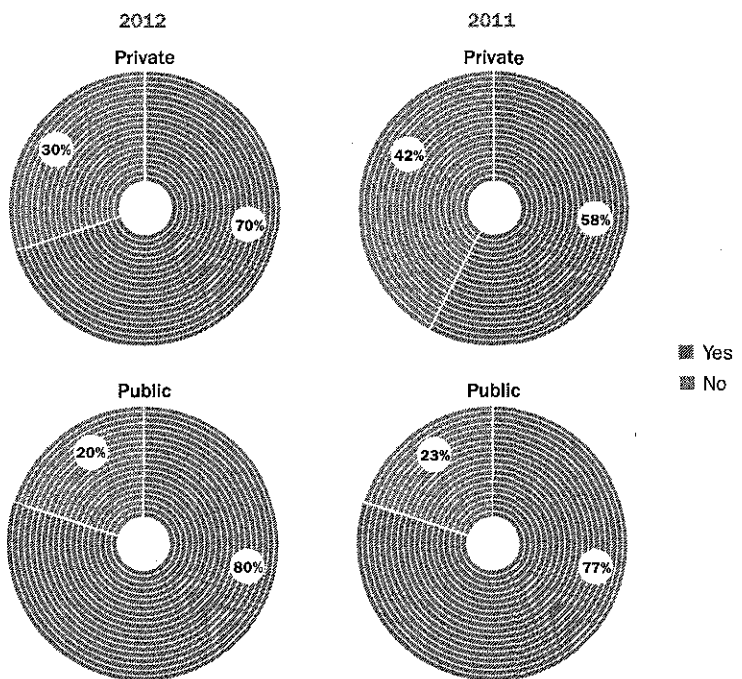 2012
2011
Private
Private
30%
70%
42%
58%
Yes
No
Public
Public
20%
80%
23%
77%